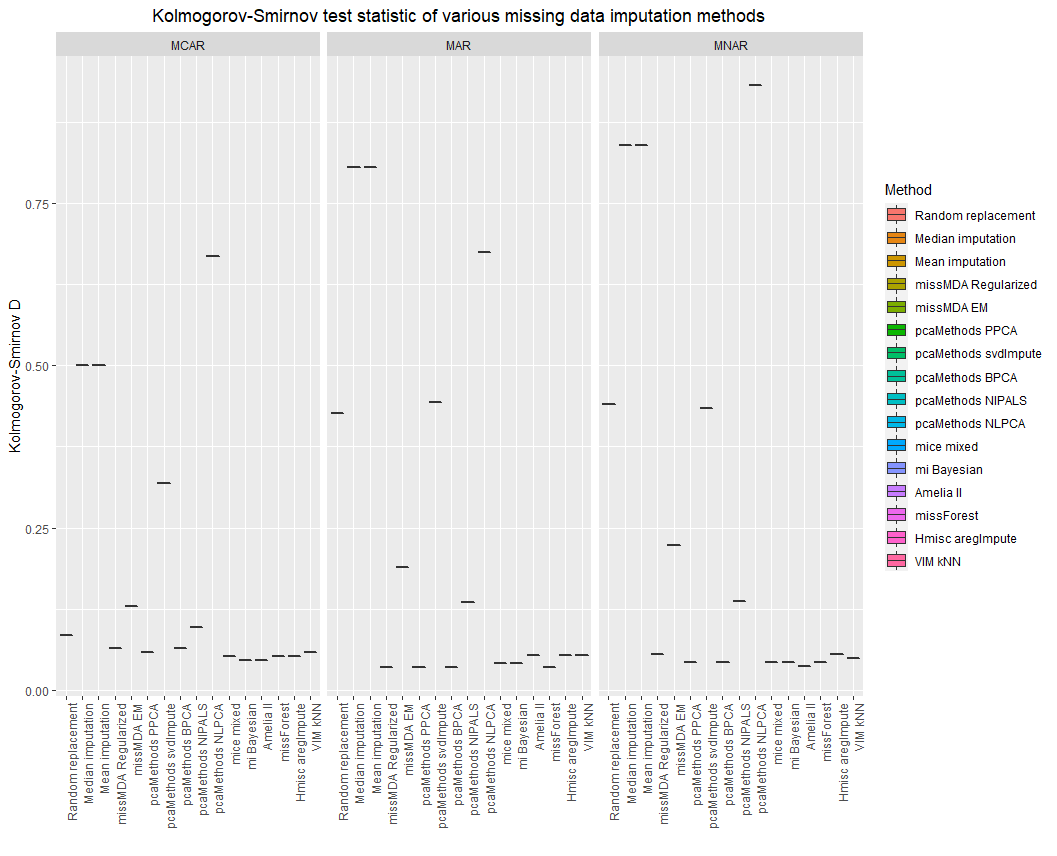 Kolmogorov-Smirnov test statistic of various missing data imputation methods
MCAR
MAR
MNAR
Kolmogorov-Smirnov D
0.75
0.50
0.25
0.00
Random replacement
Median imputation
Mean imputation
missMDA Regularized
missMDA EM
pcaMethods PPCA
pcaMethods svdImpute
pcaMethods BPCA
pcaMethods NIPALS
pcaMethods NLPCA
mice mixed
mi Bayesian
Amelia II
missForest
Hmisc aregImpute
VIM kNN
Random replacement
Median imputation
Mean imputation
missMDA Regularized
missMDA EM
pcaMethods PPCA
pcaMethods svdImpute
pcaMethods BPCA
pcaMethods NIPALS
pcaMethods NLPCA
mice mixed
mi Bayesian
Amelia II
missForest
Hmisc aregImpute
VIM kNN
Random replacement
Median imputation
Mean imputation
missMDA Regularized
missMDA EM
pcaMethods PPCA
pcaMethods svdImpute
pcaMethods BPCA
pcaMethods NIPALS
pcaMethods NLPCA
mice mixed
mi Bayesian
Amelia II
missForest
Hmisc aregImpute
VIM kNN
Method
Random replacement
Median imputation
Mean imputation
missMDA Regularized
missMDA EM
pcaMethods PPCA
pcaMethods svdImpute
pcaMethods BPCA
pcaMethods NIPALS
pcaMethods NLPCA
mice mixed
mi Bayesian
Amelia II
missForest
Hmisc aregImpute
VIM kNN